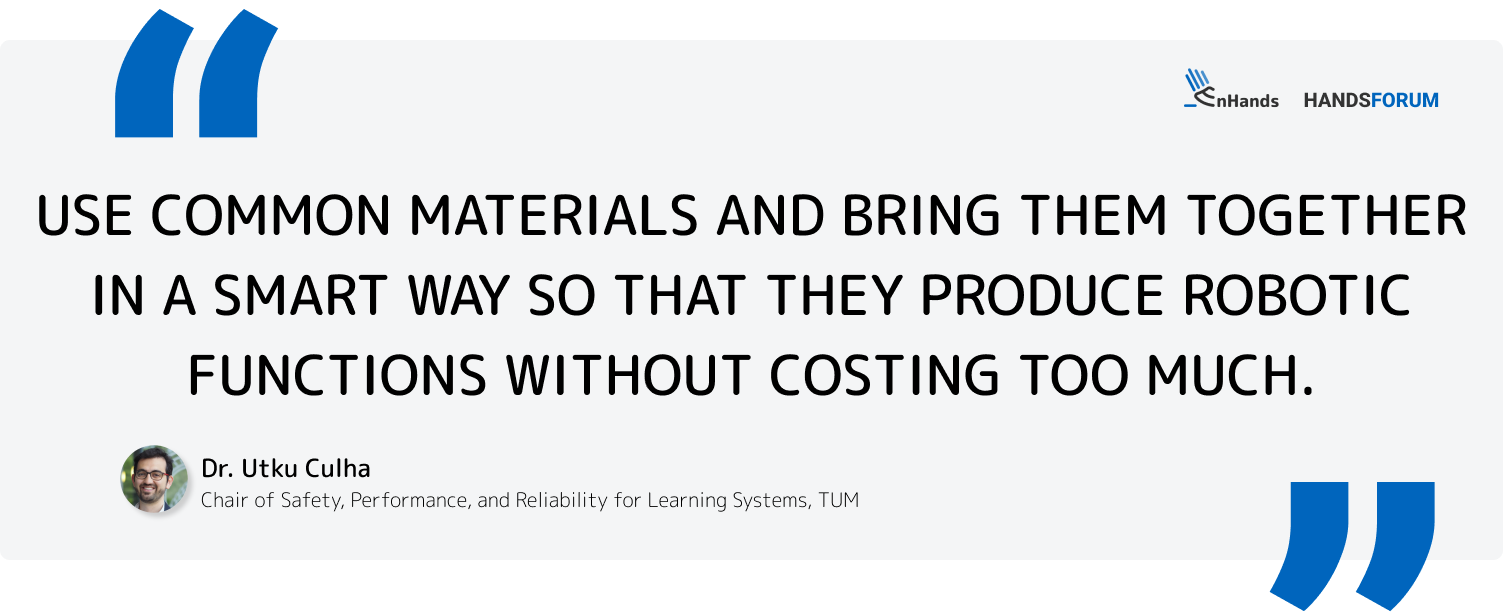 EnHands HANDSFORUM
USE COMMON MATERIALS AND BRING THEM TOGETHER
IN A SMART WAY SO THAT THEY PRODUCE ROBOTIC
FUNCTIONS WITHOUT COSTING TOO MUCH.
Dr. Utku Culha
Chair of Safety, Performance, and Reliability for Learning Systems, TUM